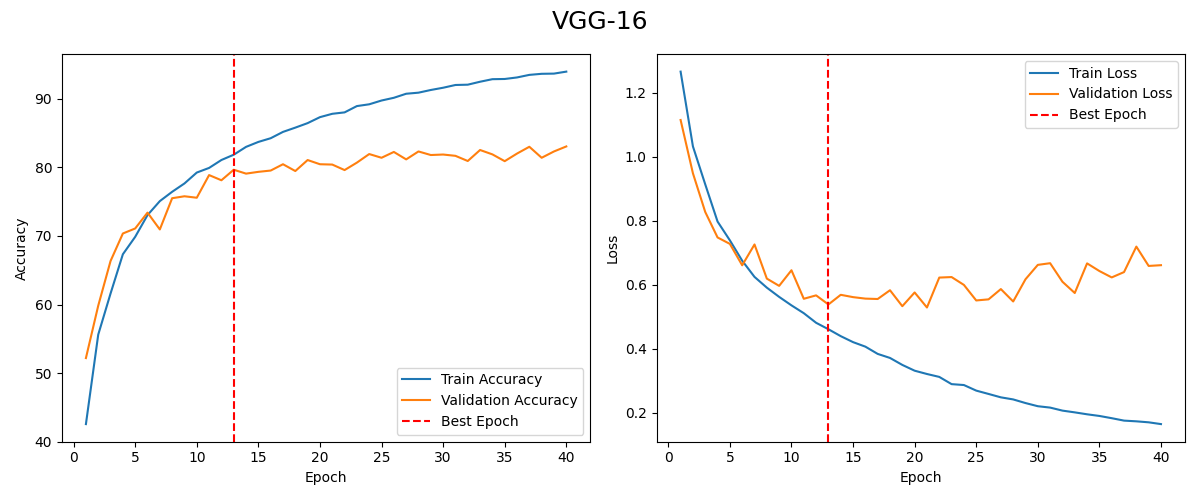 VGG-16
Accuracy
90
80
70
60
50
40
0 5 10 15 20 25 30 35 40
Epoch
Train Accuracy
Validation Accuracy
Best Epoch
Loss
1.2
1.0
0.8
0.6
0.4
0.2
0 5 10 15 20 25 30 35 40
Epoch
Train Loss
Validation Loss
Best Epoch